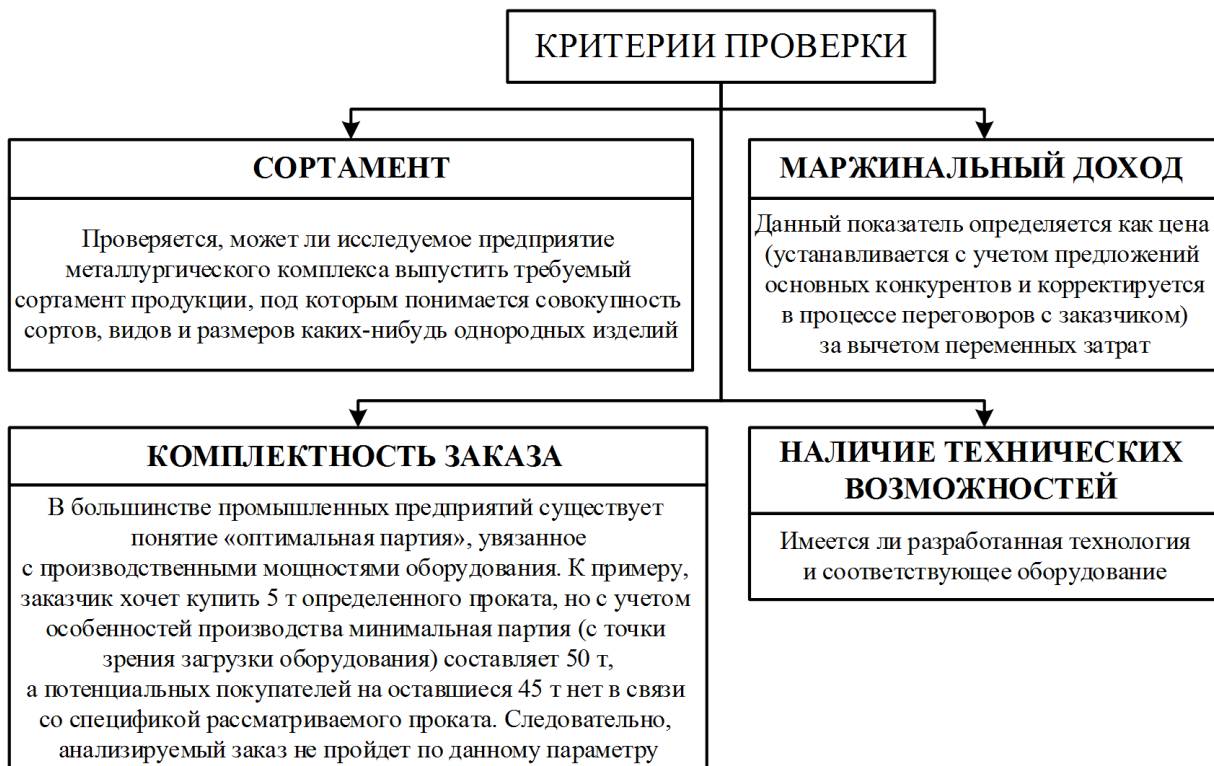 КРИТЕРИИ ПРОВЕРКИ
СОРТАМЕНТ
Проверяется, может ли исследуемое предприятие
металлургического комплекса выпустить требуемый
сортамент продукции, под которым понимается совокупность
сортов, видов и размеров каких-нибудь однородных изделий
МАРЖИНАЛЬНЫЙ ДОХОД
Данный показатель определяется как цена
(устанавливается с учетом предложений
основных конкурентов и корректируется
в процессе переговоров с заказчиком)
за вычетом переменных затрат
КОМПЛЕКТНОСТЬ ЗАКАЗА
В большинстве промышленных предприятий существует
понятие «оптимальная партия», увязанное
с производственными мощностями оборудования. К примеру,
заказчик хочет купить 5 т определенного проката, но с учетом
особенностей производства минимальная партия (с точки
зрения загрузки оборудования) составляет 50 т,
а потенциальных покупателей на оставшиеся 45 т нет в связи
со спецификой рассматриваемого проката. Следовательно,
анализируемый заказ не пройдет по данному параметру
НАЛИЧИЕ ТЕХНИЧЕСКИХ
ВОЗМОЖНОСТЕЙ
Имеется ли разработанная технология
и соответствующее оборудование